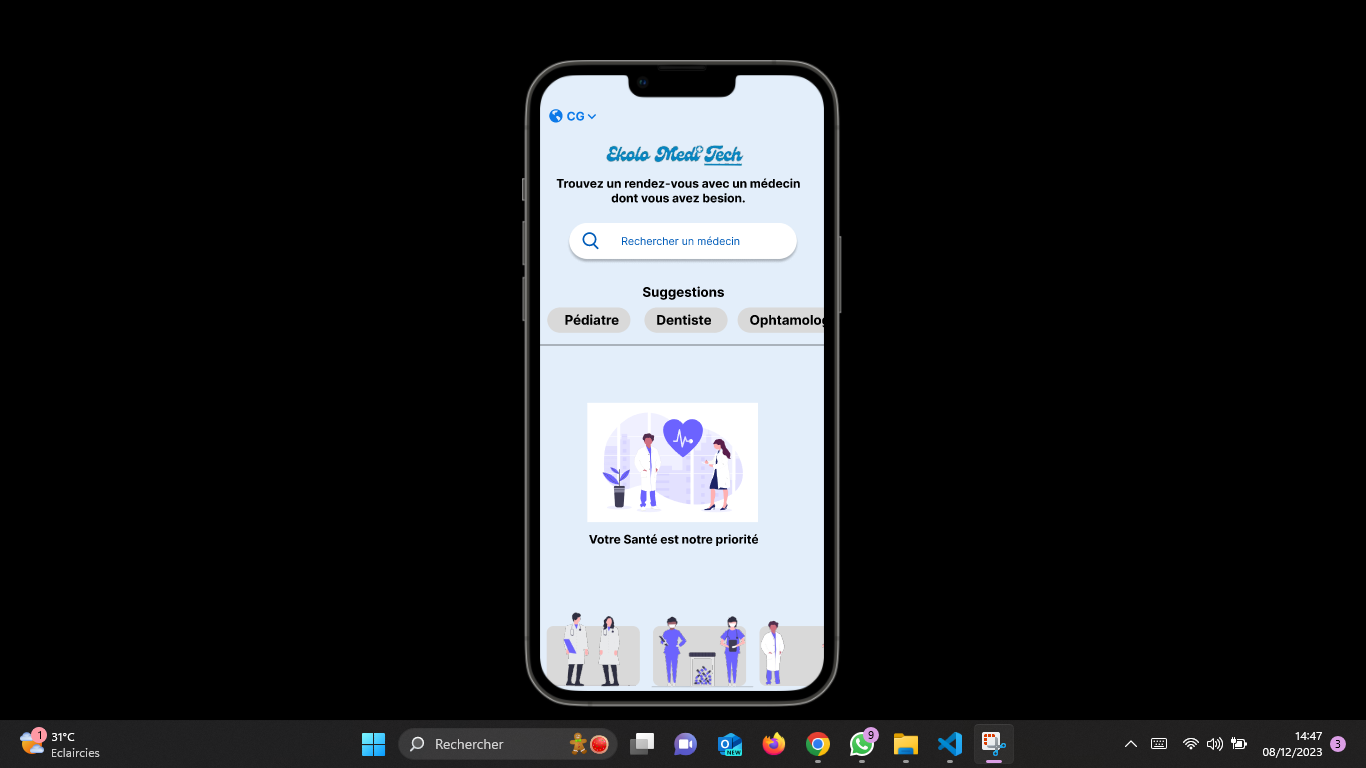 CG
Ekolo Medi Tech
Trouvez un rendez-vous avec un médecin
dont vous avez besion.
Rechercher un médecin
Suggestions
Pédiatre Dentiste Ophtamolog
Votre Santé est notre priorité
1
31°C
Eclaircies
Rechercher
NEW
9
14:47
08/12/2023
3